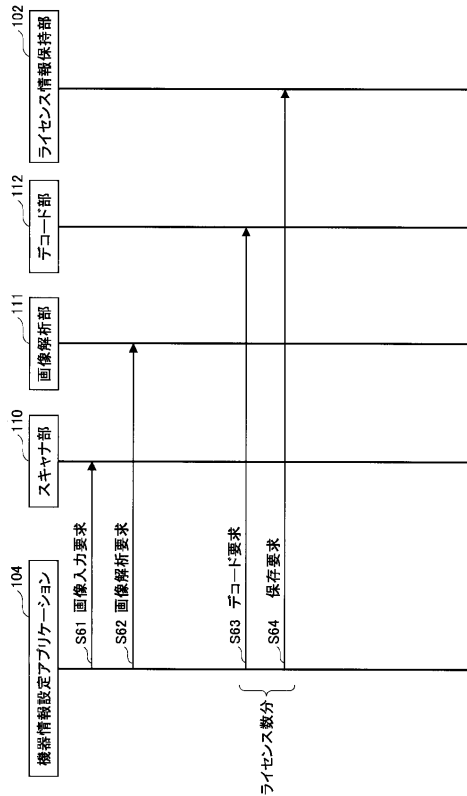 104
機器情報設定アプリケーション
110
スキャナ部
111
画像解析部
112
デコード部
102
ライセンス情報保持部
S61 画像入力要求
S62 画像解析要求
S63 デコード要求
S64 保存要求
ライセンス数分